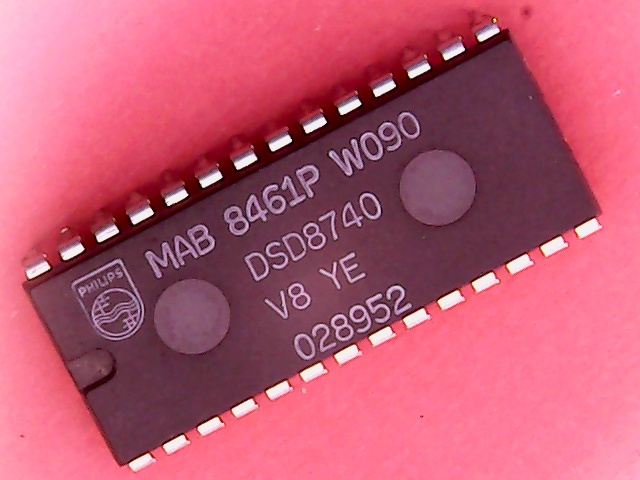 PHILIPS
MAB 8461P W090
DSD8740
V8 YE
028952